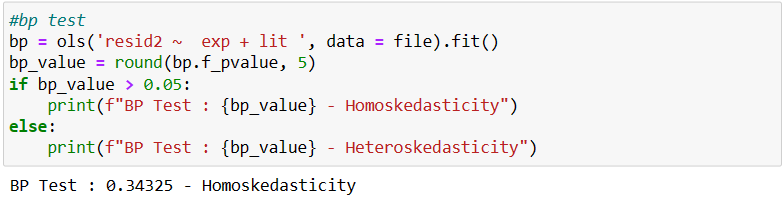 #bp test
bp = ols('resid2 ~  exp + lit ', data = file).fit()
bp_value = round(bp.f_pvalue, 5)
if bp_value > 0.05:
    print(f"BP Test : {bp_value} - Homoskedasticity")
else:
    print(f"BP Test : {bp_value} - Heteroskedasticity")
BP Test : 0.34325 - Homoskedasticity